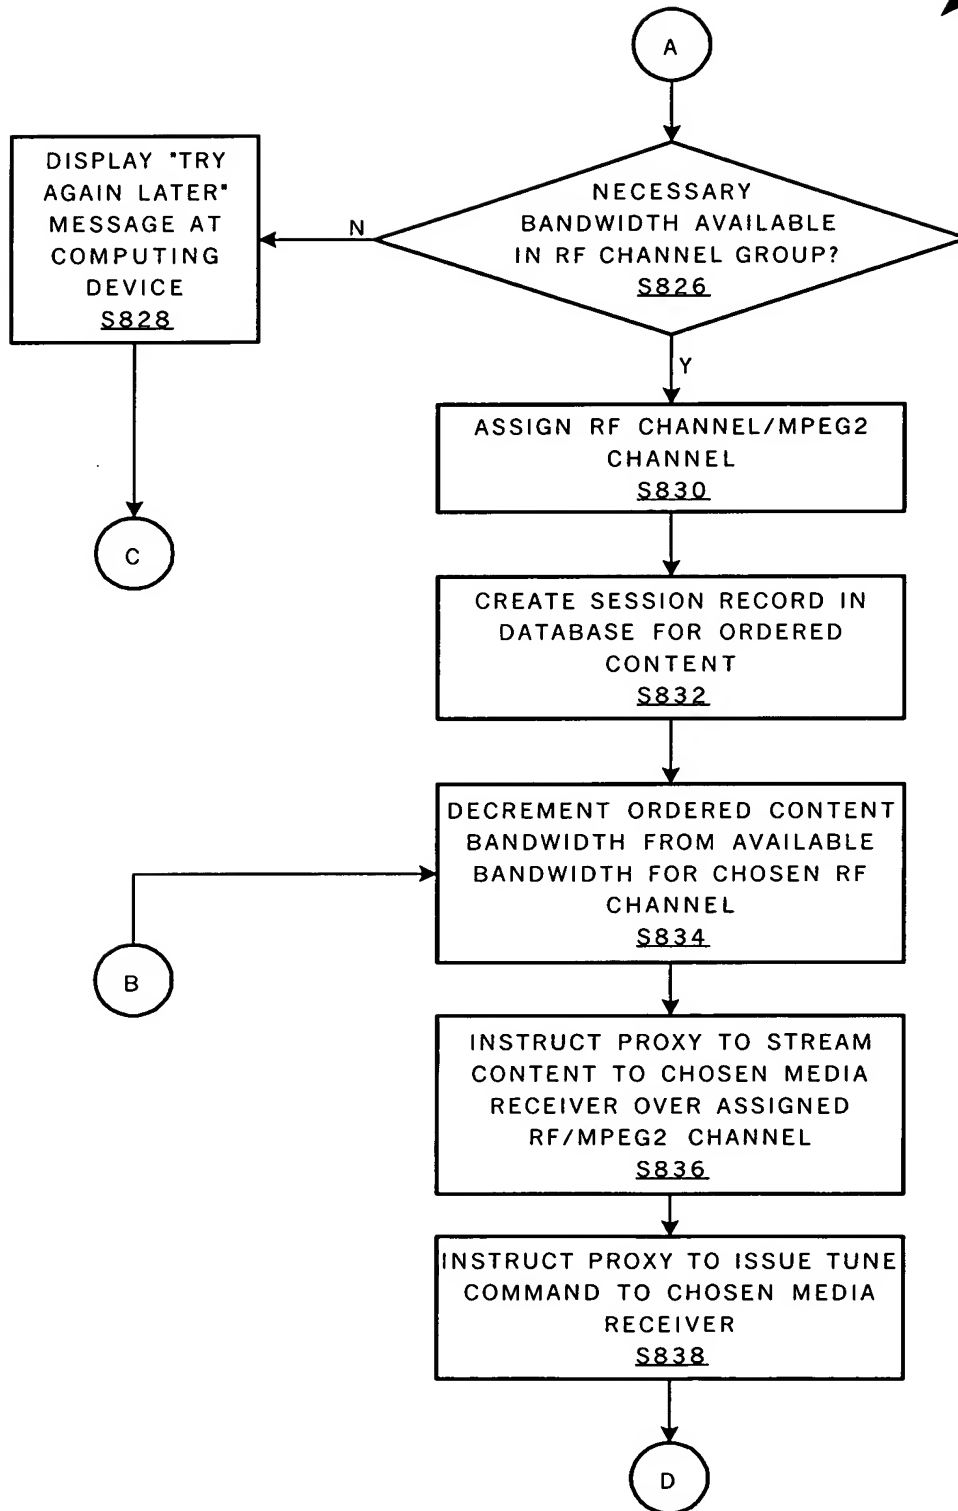 A
NECESSARY
BANDWIDTH AVAILABLE
IN RF CHANNEL GROUP?
S826
N
DISPLAY "TRY
AGAIN LATER"
MESSAGE AT
COMPUTING
DEVICE
S828
Y
ASSIGN RF CHANNEL/MPEG2
CHANNEL
S830
C
CREATE SESSION RECORD IN
DATABASE FOR ORDERED
CONTENT
S832
DECREMENT ORDERED CONTENT
BANDWIDTH FROM AVAILABLE
BANDWIDTH FOR CHOSEN RF
CHANNEL
S834
B
INSTRUCT PROXY TO STREAM
CONTENT TO CHOSEN MEDIA
RECEIVER OVER ASSIGNED
RF/MPEG2 CHANNEL
S836
INSTRUCT PROXY TO ISSUE TUNE
COMMAND TO CHOSEN MEDIA
RECEIVER
S838
D